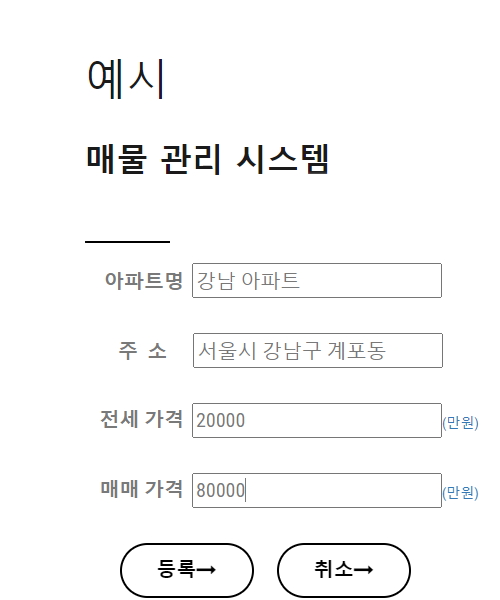 예시
매물 관리 시스템
아파트명 강남 아파트
주 소 서울시 강남구 계포동
전세 가격 20000 (만원)
매매 가격 80000 (만원)
등록→ 취소→